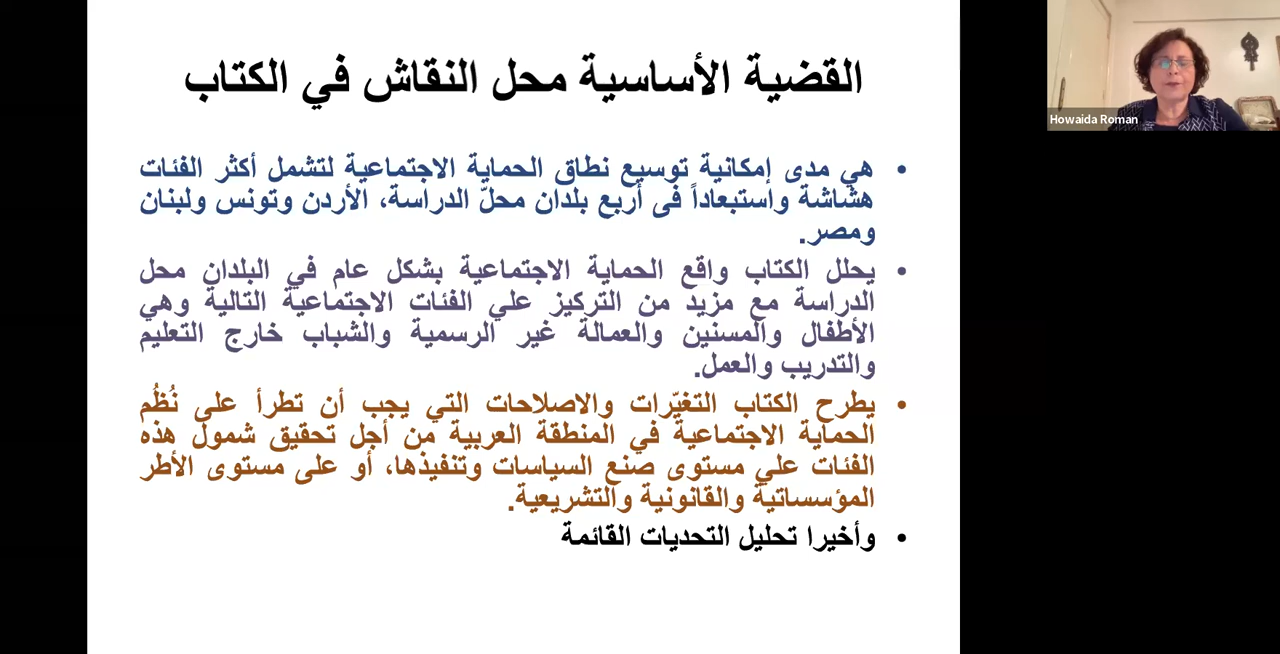 القضية الأساسية محل النقاش في الكتاب
• هي مدى إمكانية توسيع نطاق الحماية الاجتماعية لتشمل أكثر الفئات
هشاشة واستبعاداً فى أربع بلدان محلّ الدراسة، الأردن وتونس ولبنان
ومصر.
• يحلل الكتاب واقع الحماية الاجتماعية بشكل عام في البلدان محل
الدراسة مع مزيد من التركيز علي الفئات الاجتماعية التالية وهي
الأطفال والمسنين والعمالة غير الرسمية والشباب خارج التعليم
والتدريب والعمل.
• يطرح الكتاب التغيّرات والاصلاحات التي يجب أن تطرأ على نُظُم
الحماية الاجتماعية في المنطقة العربية من أجل تحقيق شمول هذه
الفئات علي مستوى صنع السياسات وتنفيذها، أو على مستوى الأطر
المؤسساتية والقانونية والتشريعية.
• وأخيرا تحليل التحديات القائمة
Howaida Roman